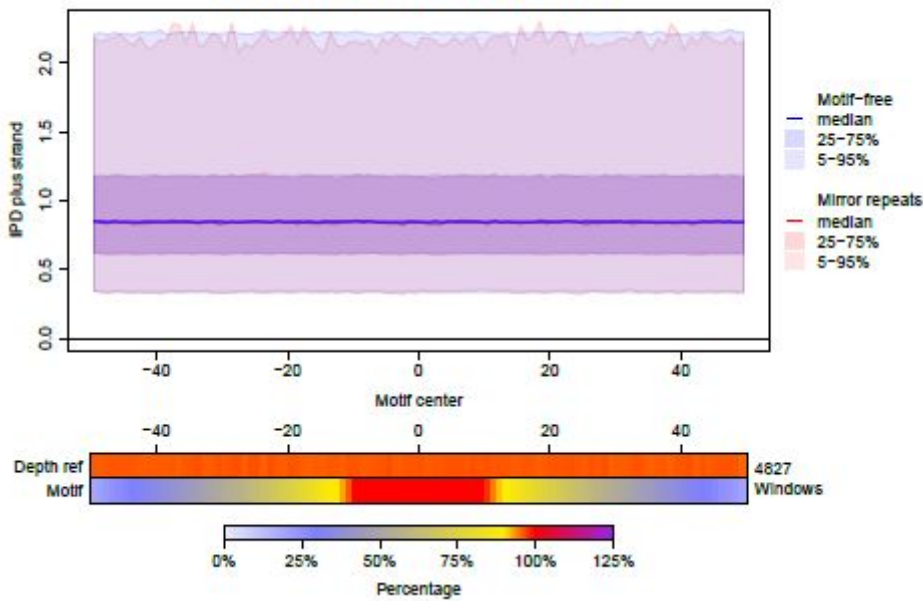 2.0
1.5
1.0
0.5
0.0
IPD plus strand
-40 -20 0 20 40
Motif center
Motif-free
median
25-75%
5-95%
Mirror repeats
median
25-75%
5-95%
-40 -20 0 20 40
Depth ref
Motif
4827
Windows
0% 25% 50% 75% 100% 125%
Percentage